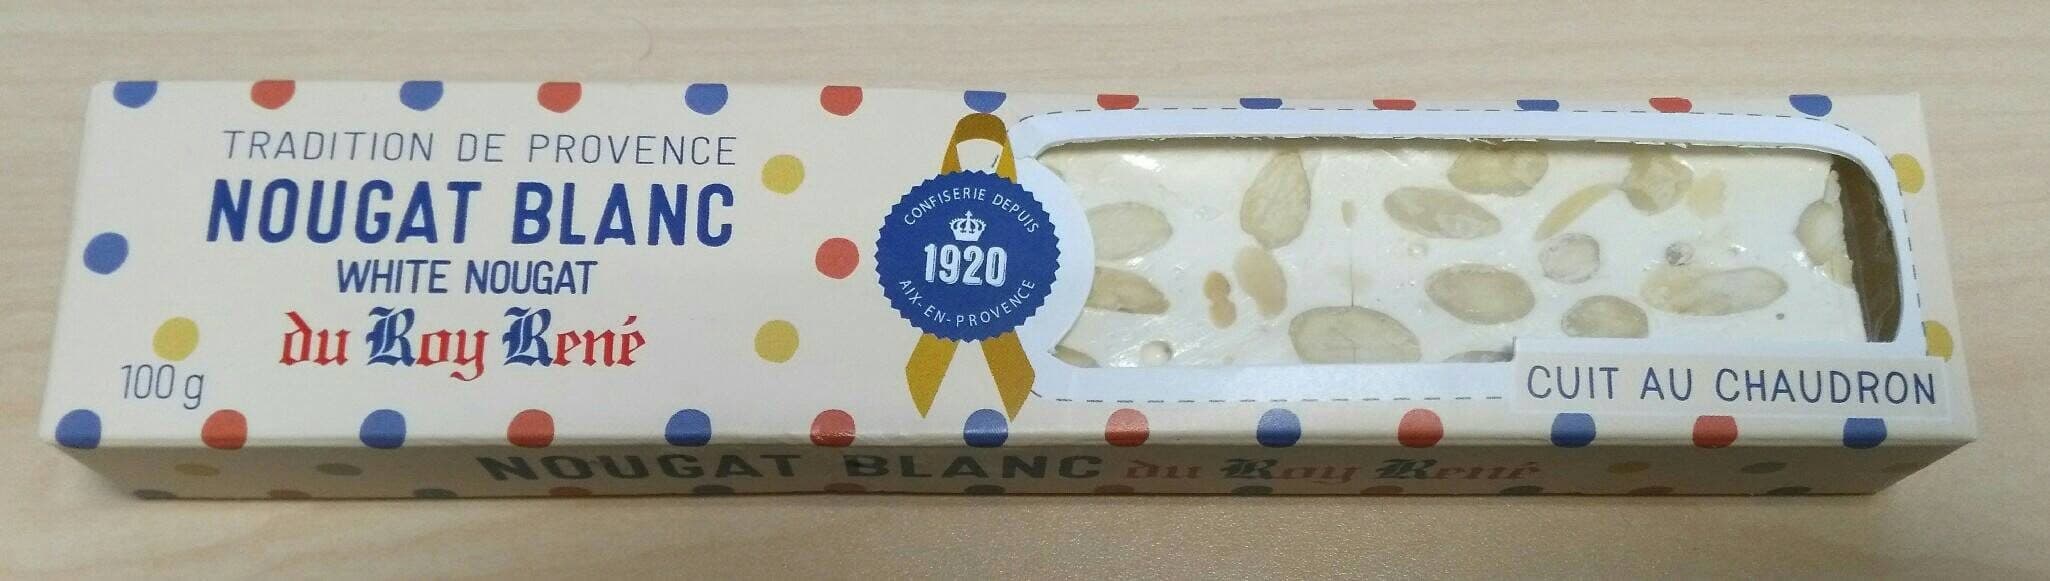 TRADITION DE PROVENCE
NOUGAT BLANC
WHITE NOUGAT
du Roy René
100 g
CONFISERIE DEPUIS
1920
AIX-EN-PROVENCE
CUIT AU CHAUDRON
NOUGAT BLANC du Roy René